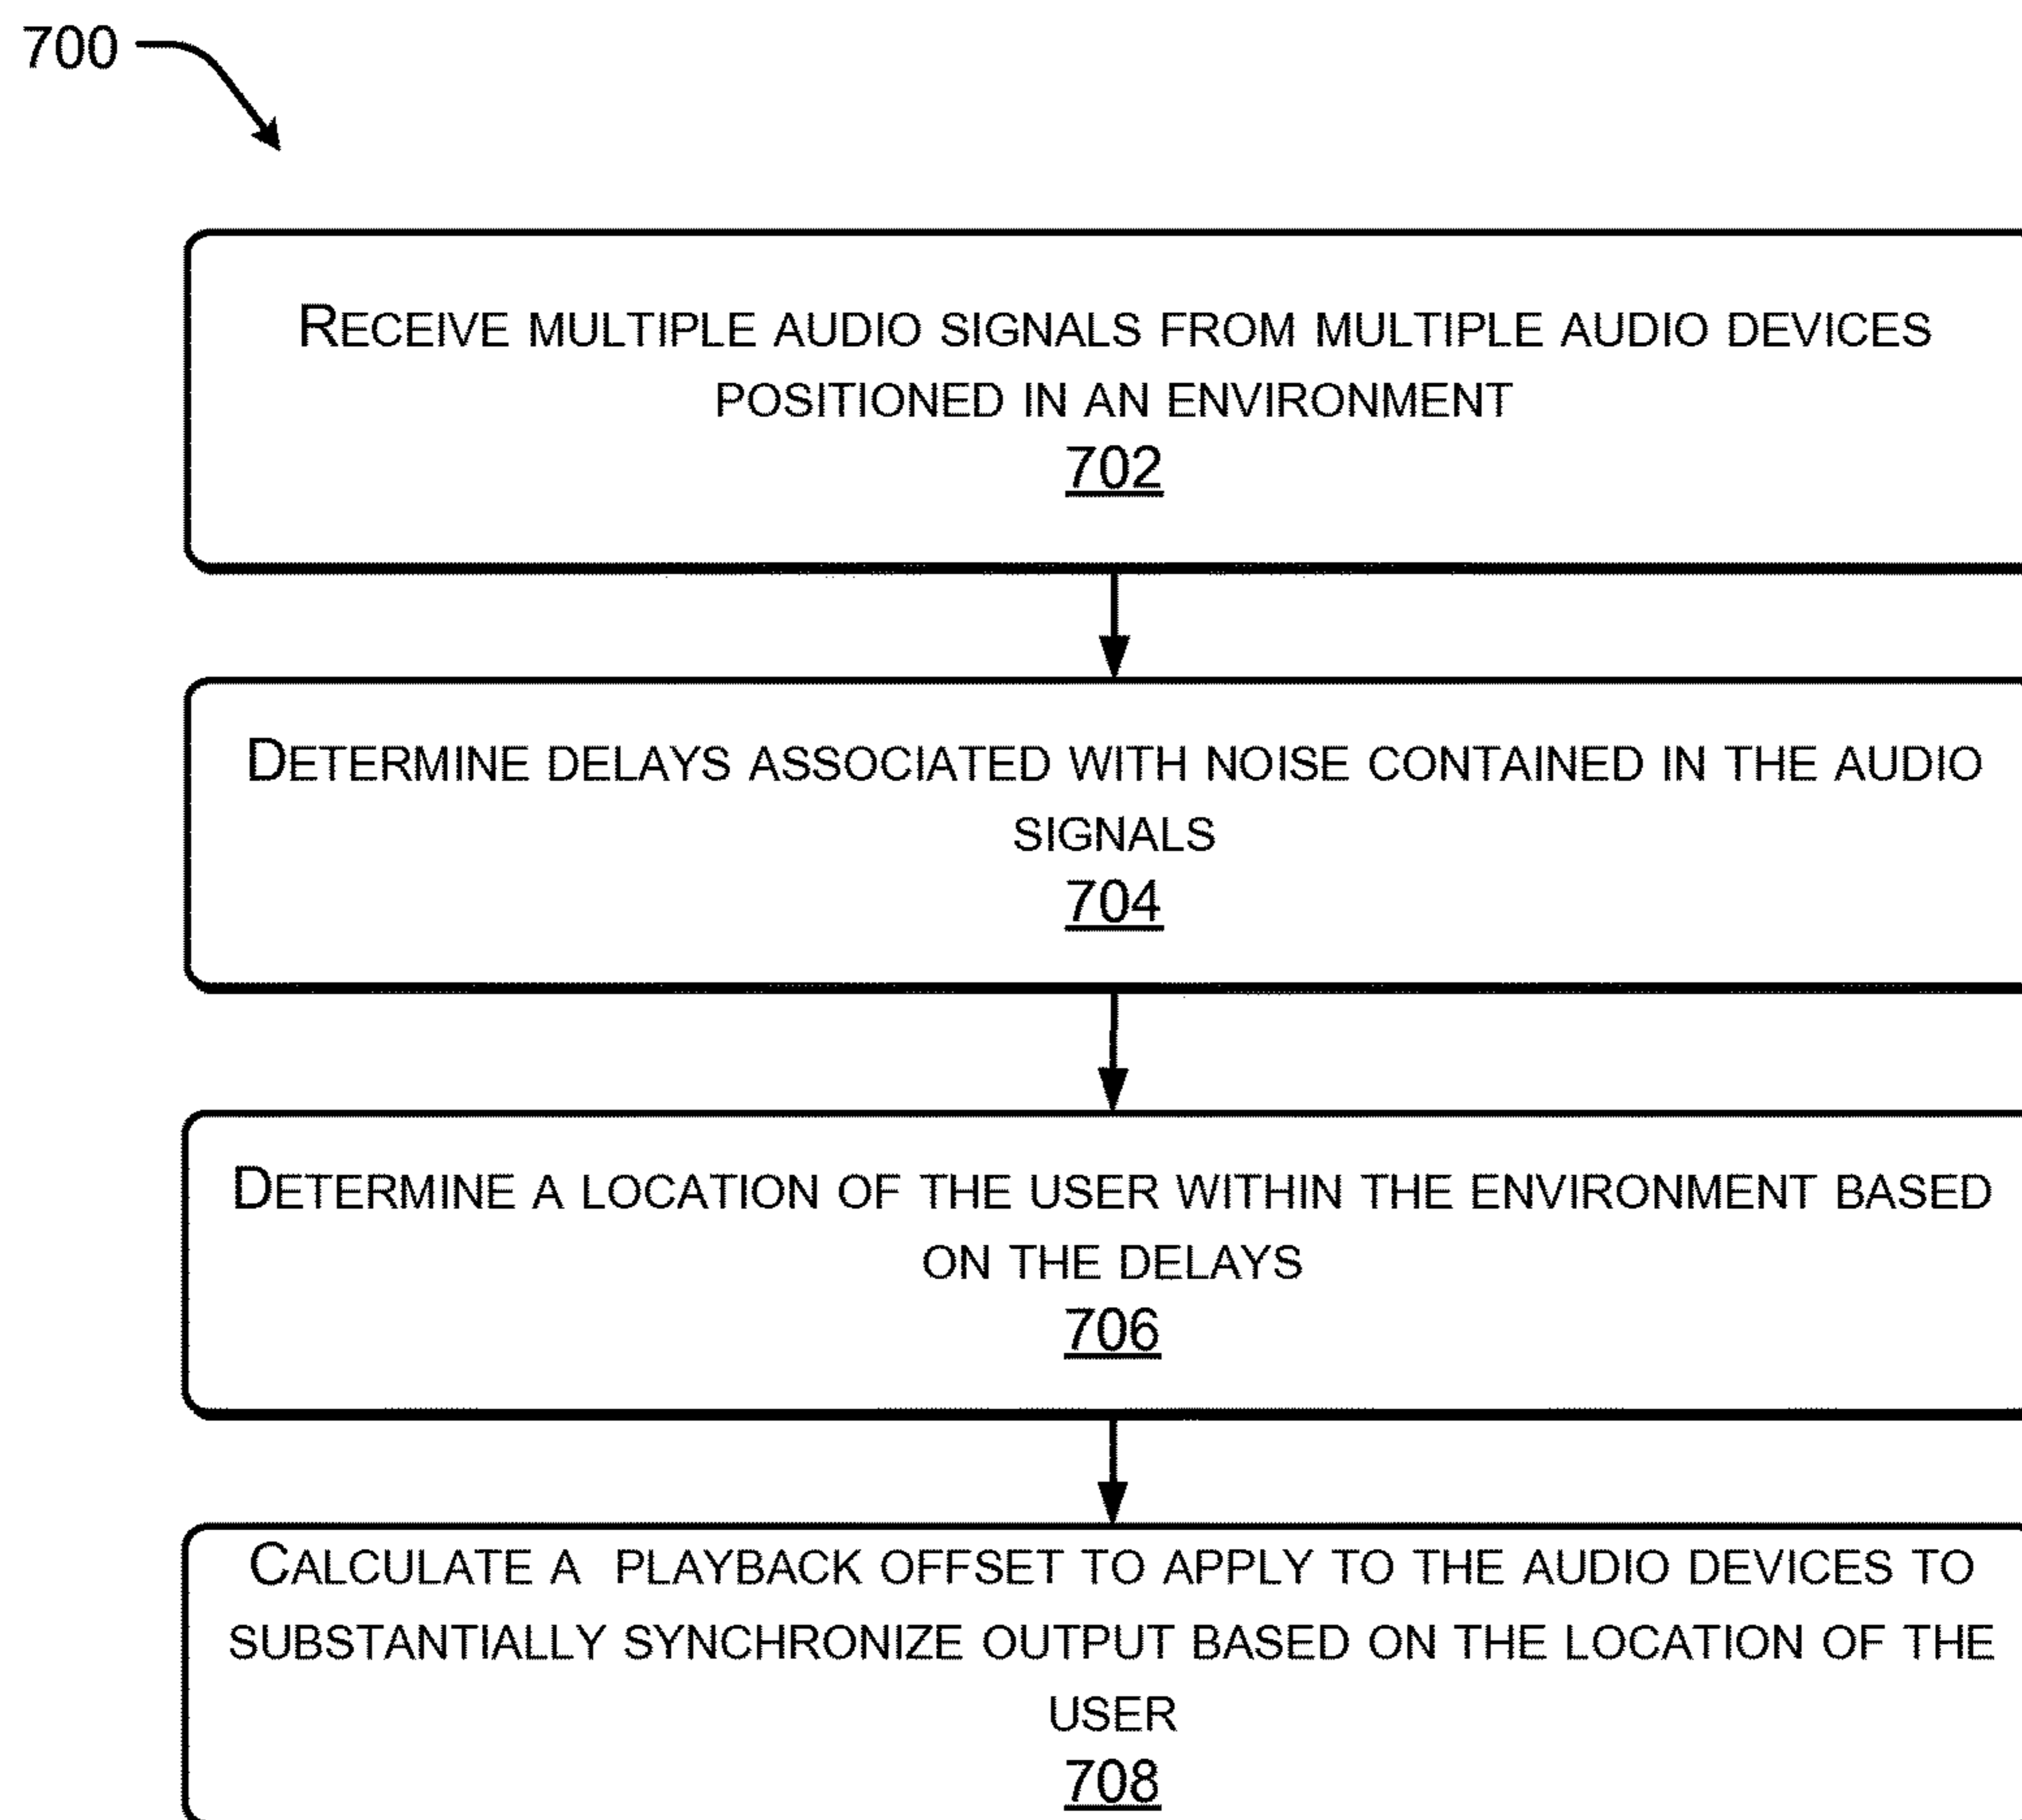 700
RECEIVE MULTIPLE AUDIO SIGNALS FROM MULTIPLE AUDIO DEVICES
POSITIONED IN AN ENVIRONMENT
702
DETERMINE DELAYS ASSOCIATED WITH NOISE CONTAINED IN THE AUDIO
SIGNALS
704
DETERMINE A LOCATION OF THE USER WITHIN THE ENVIRONMENT BASED
ON THE DELAYS
706
CALCULATE A PLAYBACK OFFSET TO APPLY TO THE AUDIO DEVICES TO
SUBSTANTIALLY SYNCHRONIZE OUTPUT BASED ON THE LOCATION OF THE
USER
708